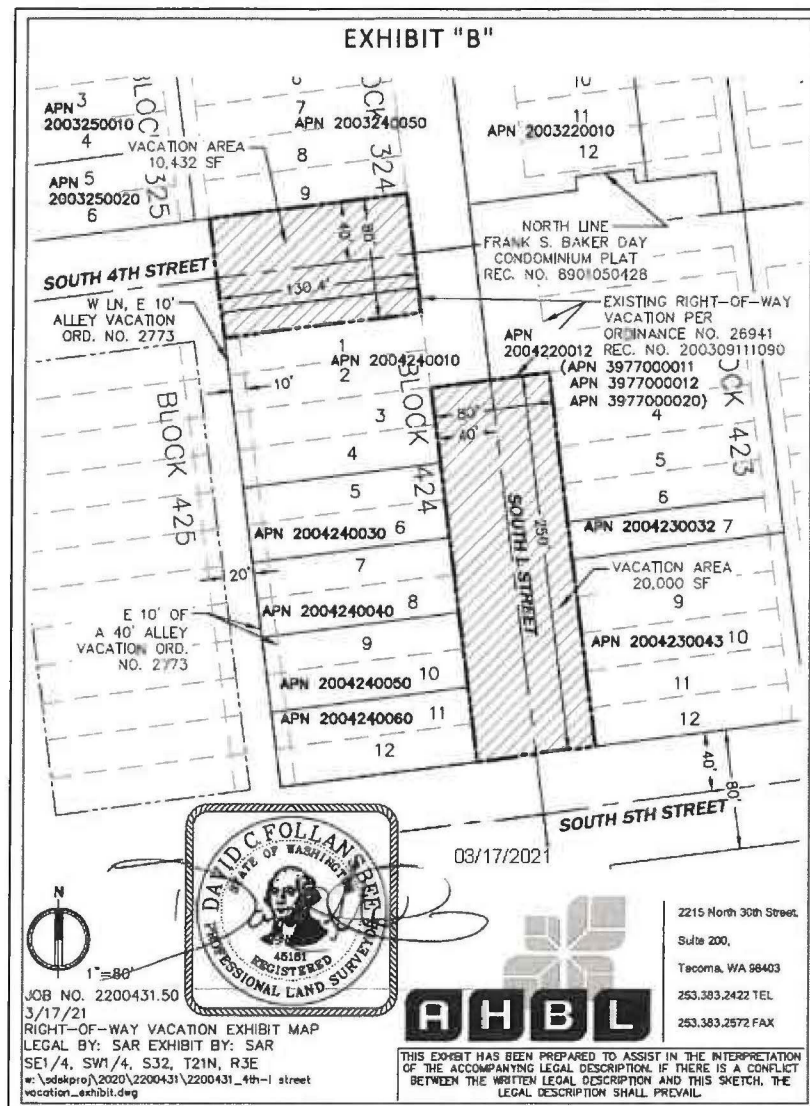 EXHIBIT "B"
BLOCK 325
APN 3
2003250010
4
APN 5
2003250020
6
VACATION AREA
10,432 SF
7
APN 2003240050
8
9
OCK 324
10
11
APN 2003220010
12
NORTH LINE
FRANK S. BAKER DAY
CONDOMINIUM PLAT
REC. NO. 8901050428
SOUTH 4TH STREET
40'
80'
130.4'
W LN, E 10'
ALLEY VACATION
ORD. NO. 2773
EXISTING RIGHT-OF-WAY
VACATION PER
ORDINANCE NO. 26941
REC. NO. 200309111090
APN
2004220012
(APN 3977000011
APN 3977000012
APN 3977000020)
1
APN 2004240010
2
10'
3
4
5
APN 2004240030 6
7
APN 2004240040 8
9
APN 2004240050 10
APN 2004240060 11
12
BLOCK 425
BLOCK 424
OCK 423
20'
E 10' OF
A 40' ALLEY
VACATION ORD.
NO. 2773
80'
40'
250'
SOUTH I STREET
4
5
6
APN 2004230032 7
VACATION AREA
20,000 SF
9
APN 2004230043 10
11
12
40'
80'
SOUTH 5TH STREET
03/17/2021
DAVID C. FOLLANSBEE
STATE OF WASHINGTON
45161
REGISTERED
PROFESSIONAL LAND SURVEYOR
N
1"=80'
JOB NO. 2200431.50
3/17/21
RIGHT-OF-WAY VACATION EXHIBIT MAP
LEGAL BY: SAR EXHIBIT BY: SAR
SE1/4, SW1/4, S32, T21N, R3E
w:\sdskproj\2020\2200431\2200431_4th-I street
vacation_exhibit.dwg
AHBL
2215 North 30th Street,
Suite 200,
Tacoma, WA 98403
253.383.2422 TEL
253.383.2572 FAX
THIS EXHIBIT HAS BEEN PREPARED TO ASSIST IN THE INTERPRETATION
OF THE ACCOMPANYING LEGAL DESCRIPTION. IF THERE IS A CONFLICT
BETWEEN THE WRITTEN LEGAL DESCRIPTION AND THIS SKETCH, THE
LEGAL DESCRIPTION SHALL PREVAIL.